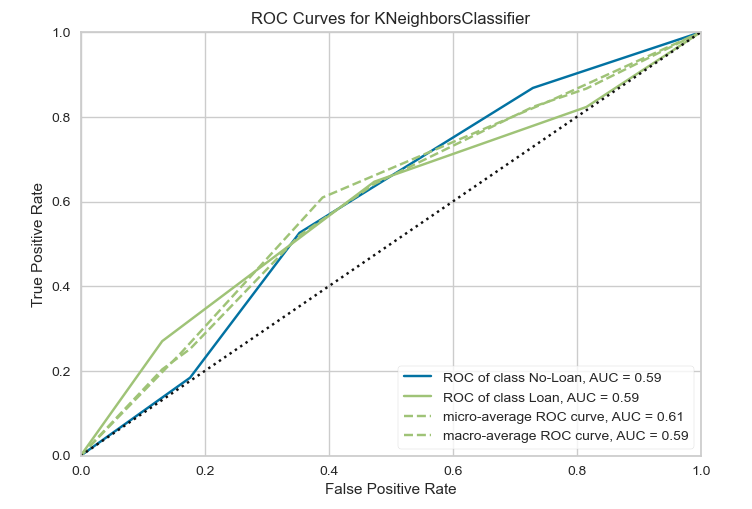 ROC Curves for KNeighborsClassifier
1.0
0.8
0.6
0.4
0.2
0.0
True Positive Rate
ROC of class No-Loan, AUC = 0.59
ROC of class Loan, AUC = 0.59
micro-average ROC curve, AUC = 0.61
macro-average ROC curve, AUC = 0.59
0.0 0.2 0.4 0.6 0.8 1.0
False Positive Rate